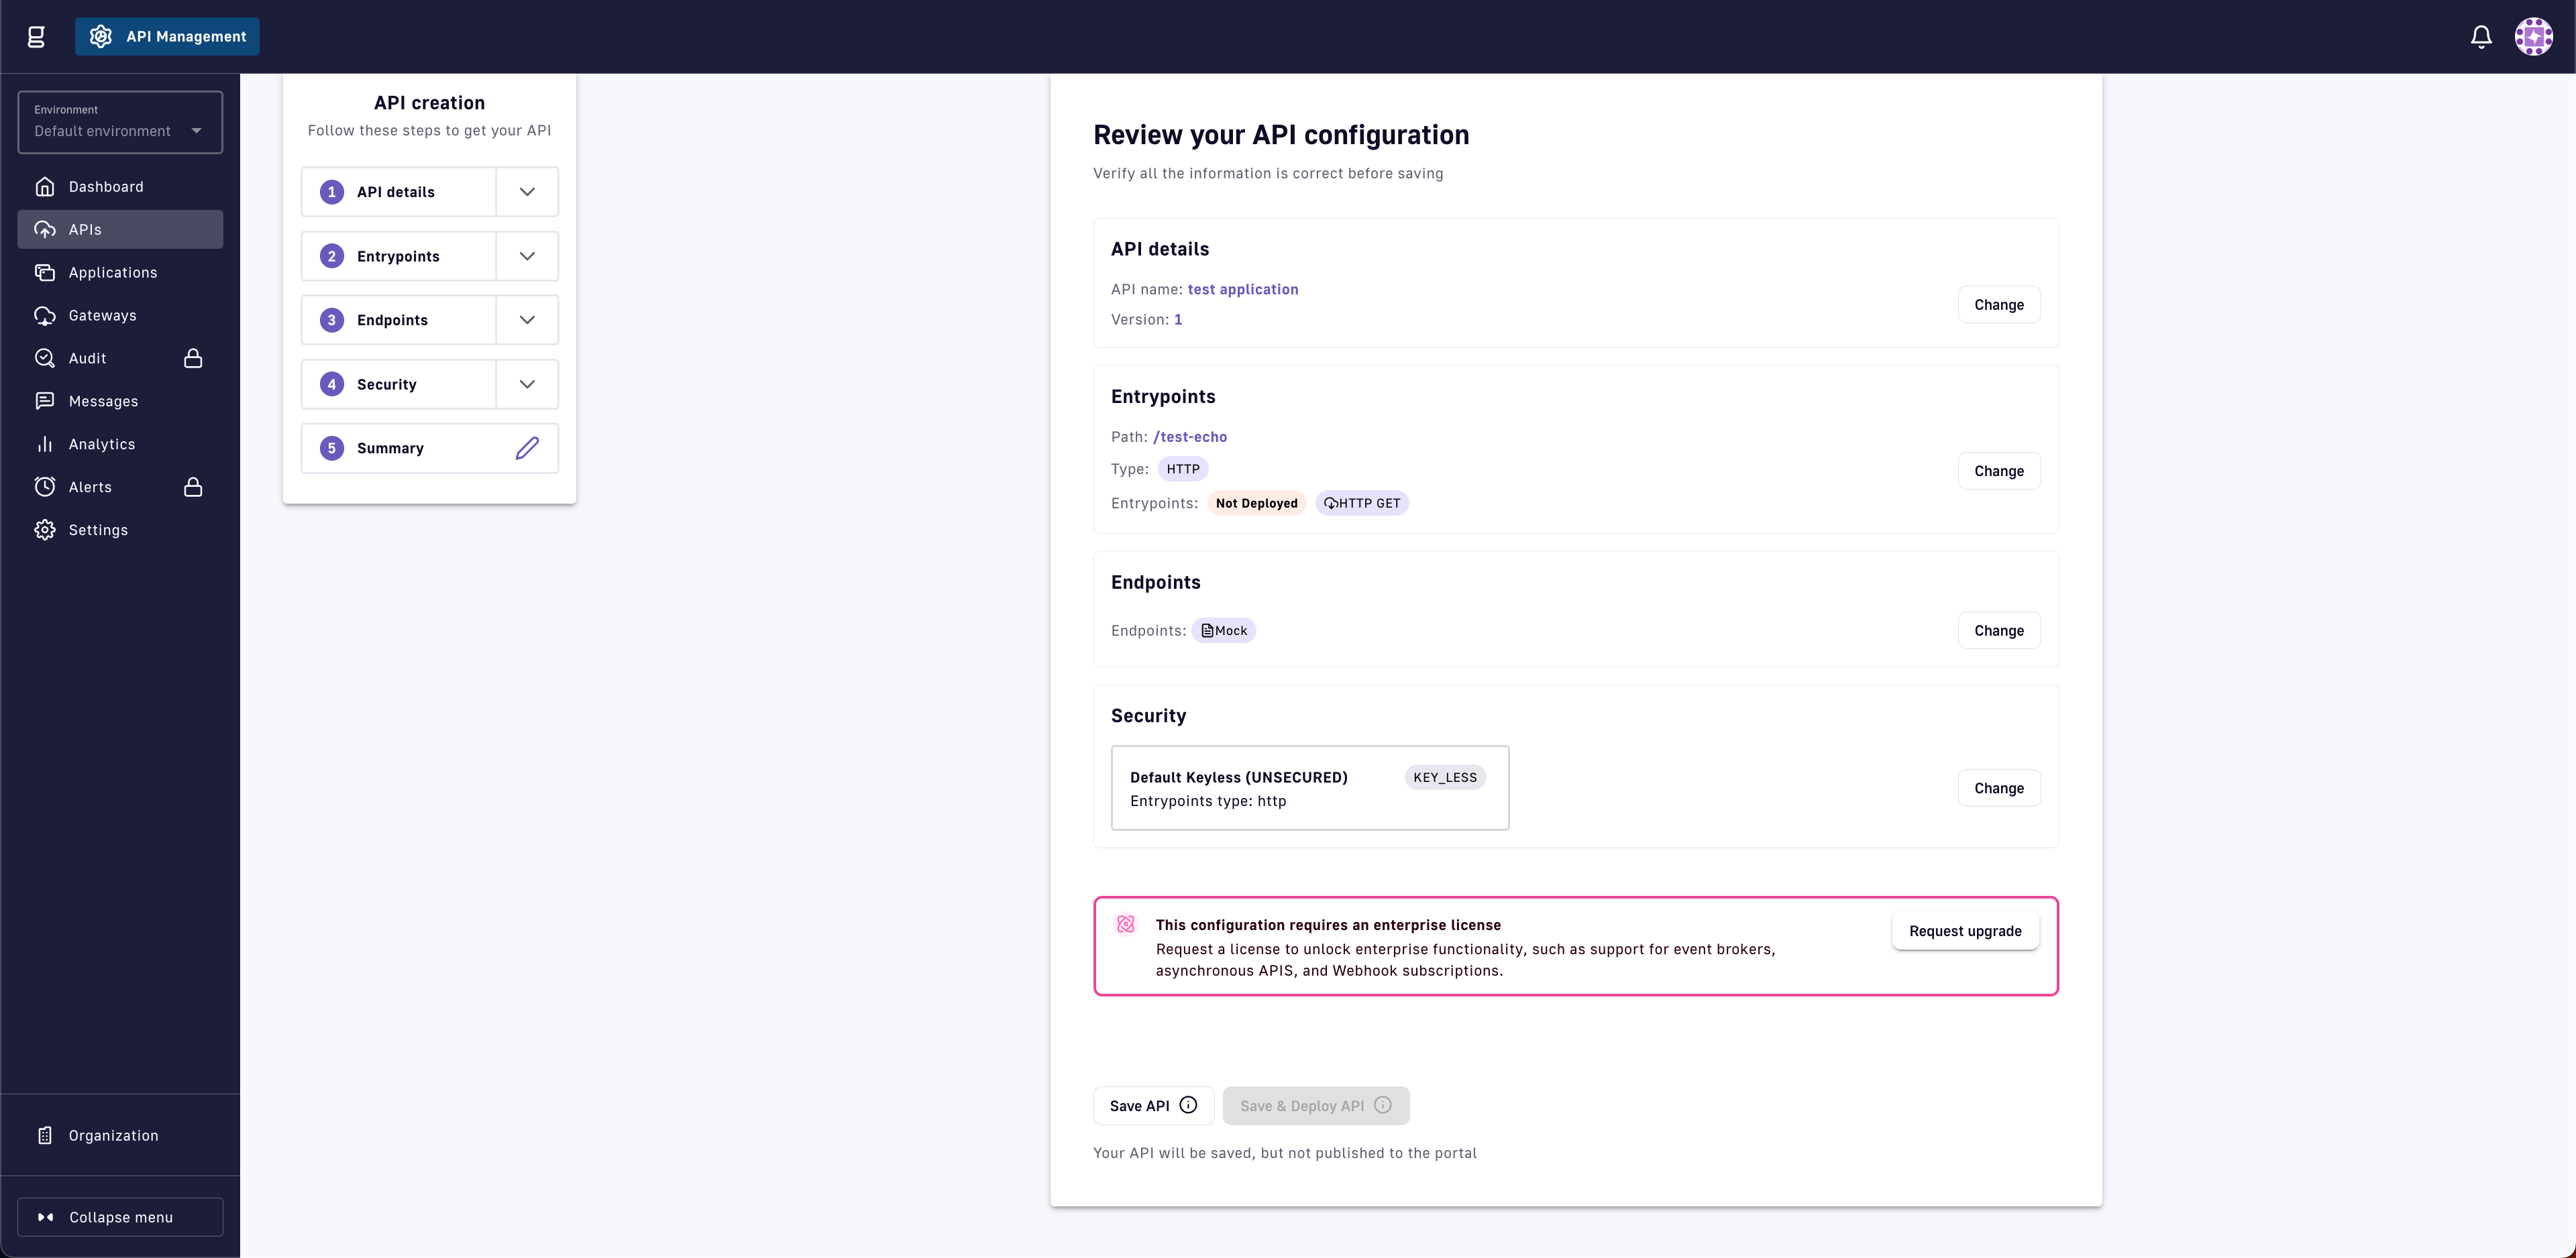 g
API Management
Environment
Default environment
Dashboard
APIs
Applications
Gateways
Audit
Messages
Analytics
Alerts
Settings
Organization
Collapse menu
API creation
Follow these steps to get your API
1 API details
2 Entrypoints
3 Endpoints
4 Security
5 Summary
Review your API configuration
Verify all the information is correct before saving
API details
API name: test application
Version: 1
Change
Entrypoints
Path: /test-echo
Type: HTTP
Change
Entrypoints: Not Deployed HTTP GET
Endpoints
Endpoints: Mock
Change
Security
Default Keyless (UNSECURED) KEY_LESS
Entrypoints type: http
Change
This configuration requires an enterprise license
Request a license to unlock enterprise functionality, such as support for event brokers,
asynchronous APIS, and Webhook subscriptions.
Request upgrade
Save API Save & Deploy API
Your API will be saved, but not published to the portal